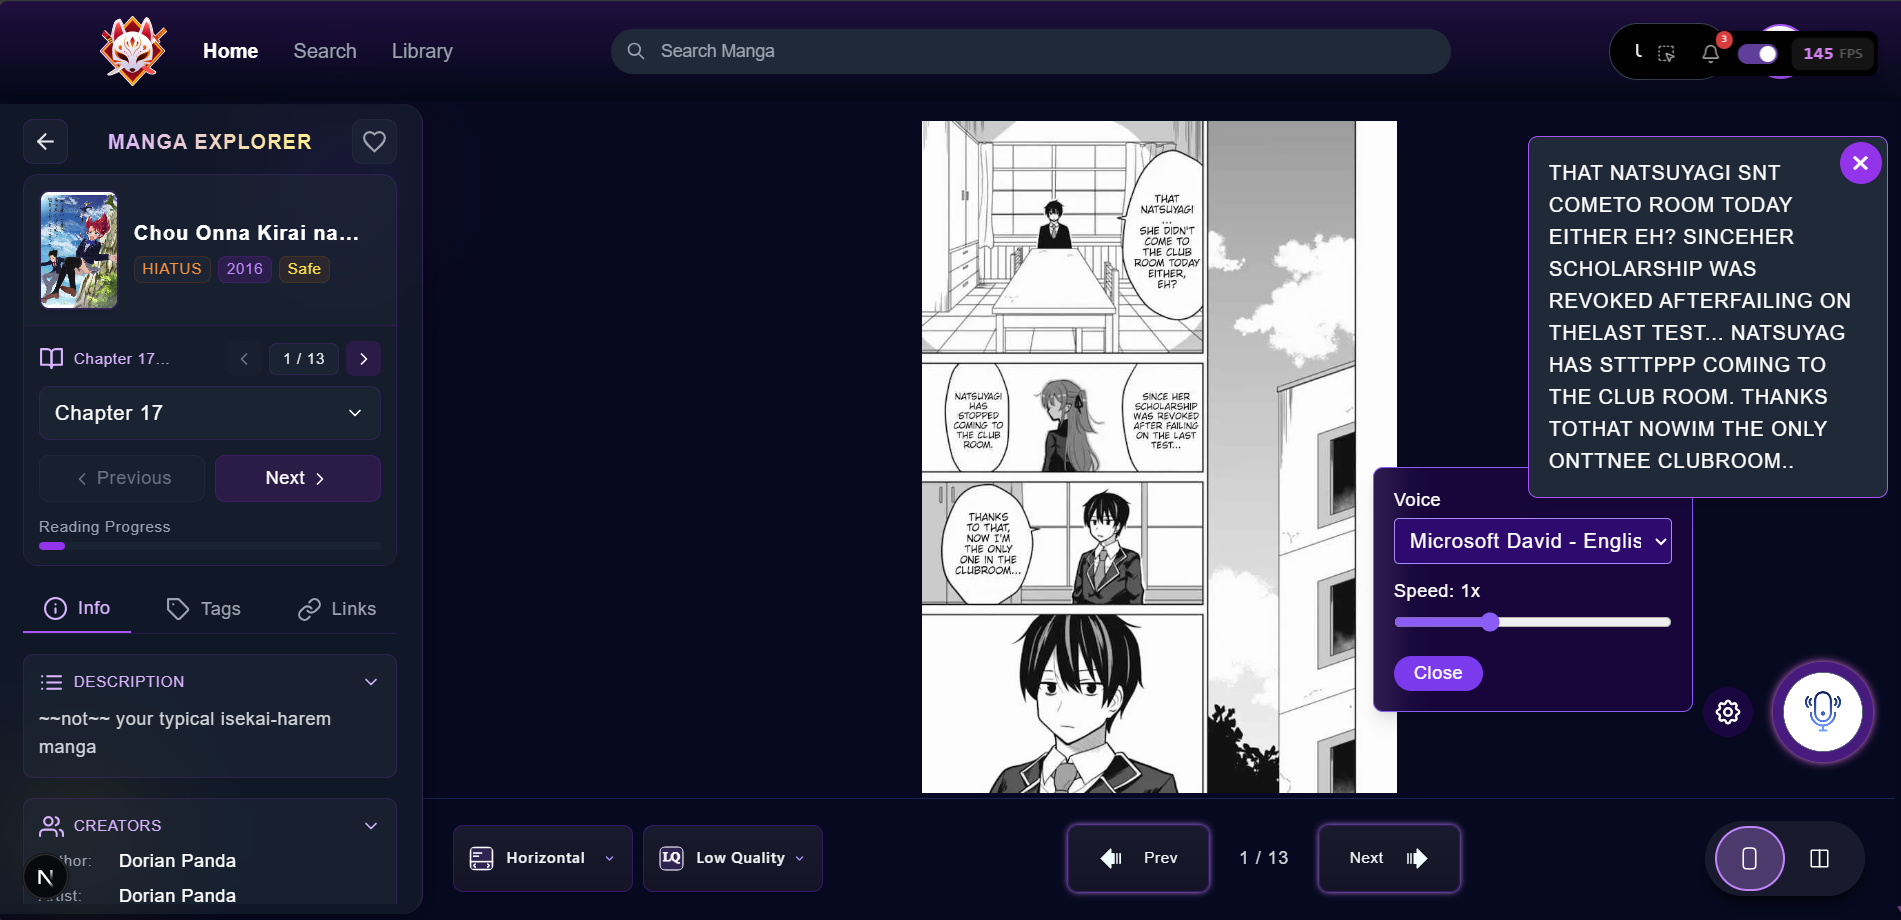 Home
Search
Library
Search Manga
3
145 FPS
MANGA EXPLORER
Chou Onna Kirai na...
HIATUS
2016
Safe
Chapter 17...
1 / 13
Chapter 17
Previous
Next
Reading Progress
Info
Tags
Links
DESCRIPTION
~~not~~ your typical isekai-harem
manga
CREATORS
Dorian Panda
Dorian Panda
N
THAT
NATSUYAGI
...
SHE DIDN'T
COME TO
THE CLUB
ROOM TODAY
EITHER,
EH?
SINCE HER
SCHOLARSHIP
WAS REVOKED
AFTER FAILING
ON THE LAST
TEST...
NATSUYAGI
HAS
STOPPED
COMING TO
THE CLUB
ROOM.
THANKS
TO THAT,
NOW I'M
THE ONLY
ONE IN THE
CLUBROOM...
THAT NATSUYAGI SNT
COMETO ROOM TODAY
EITHER EH? SINCEHER
SCHOLARSHIP WAS
REVOKED AFTERFAILING ON
THELAST TEST... NATSUYAG
HAS STTTPPP COMING TO
THE CLUB ROOM. THANKS
TOTHAT NOWIM THE ONLY
ONTTNEE CLUBROOM..
Voice
Microsoft David - Englis
Speed: 1x
Close
Horizontal
LQ
Low Quality
Prev
1 / 13
Next